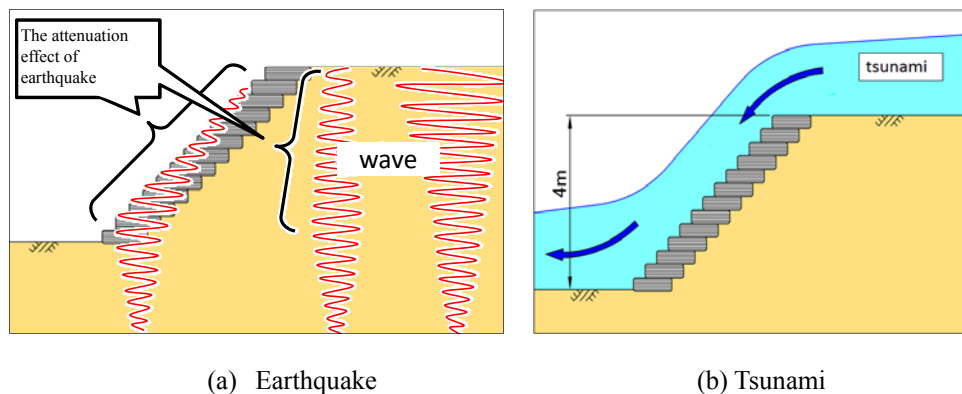 The attenuation
effect of
earthquake
wave
tsunami
4m
(a) Earthquake
(b) Tsunami